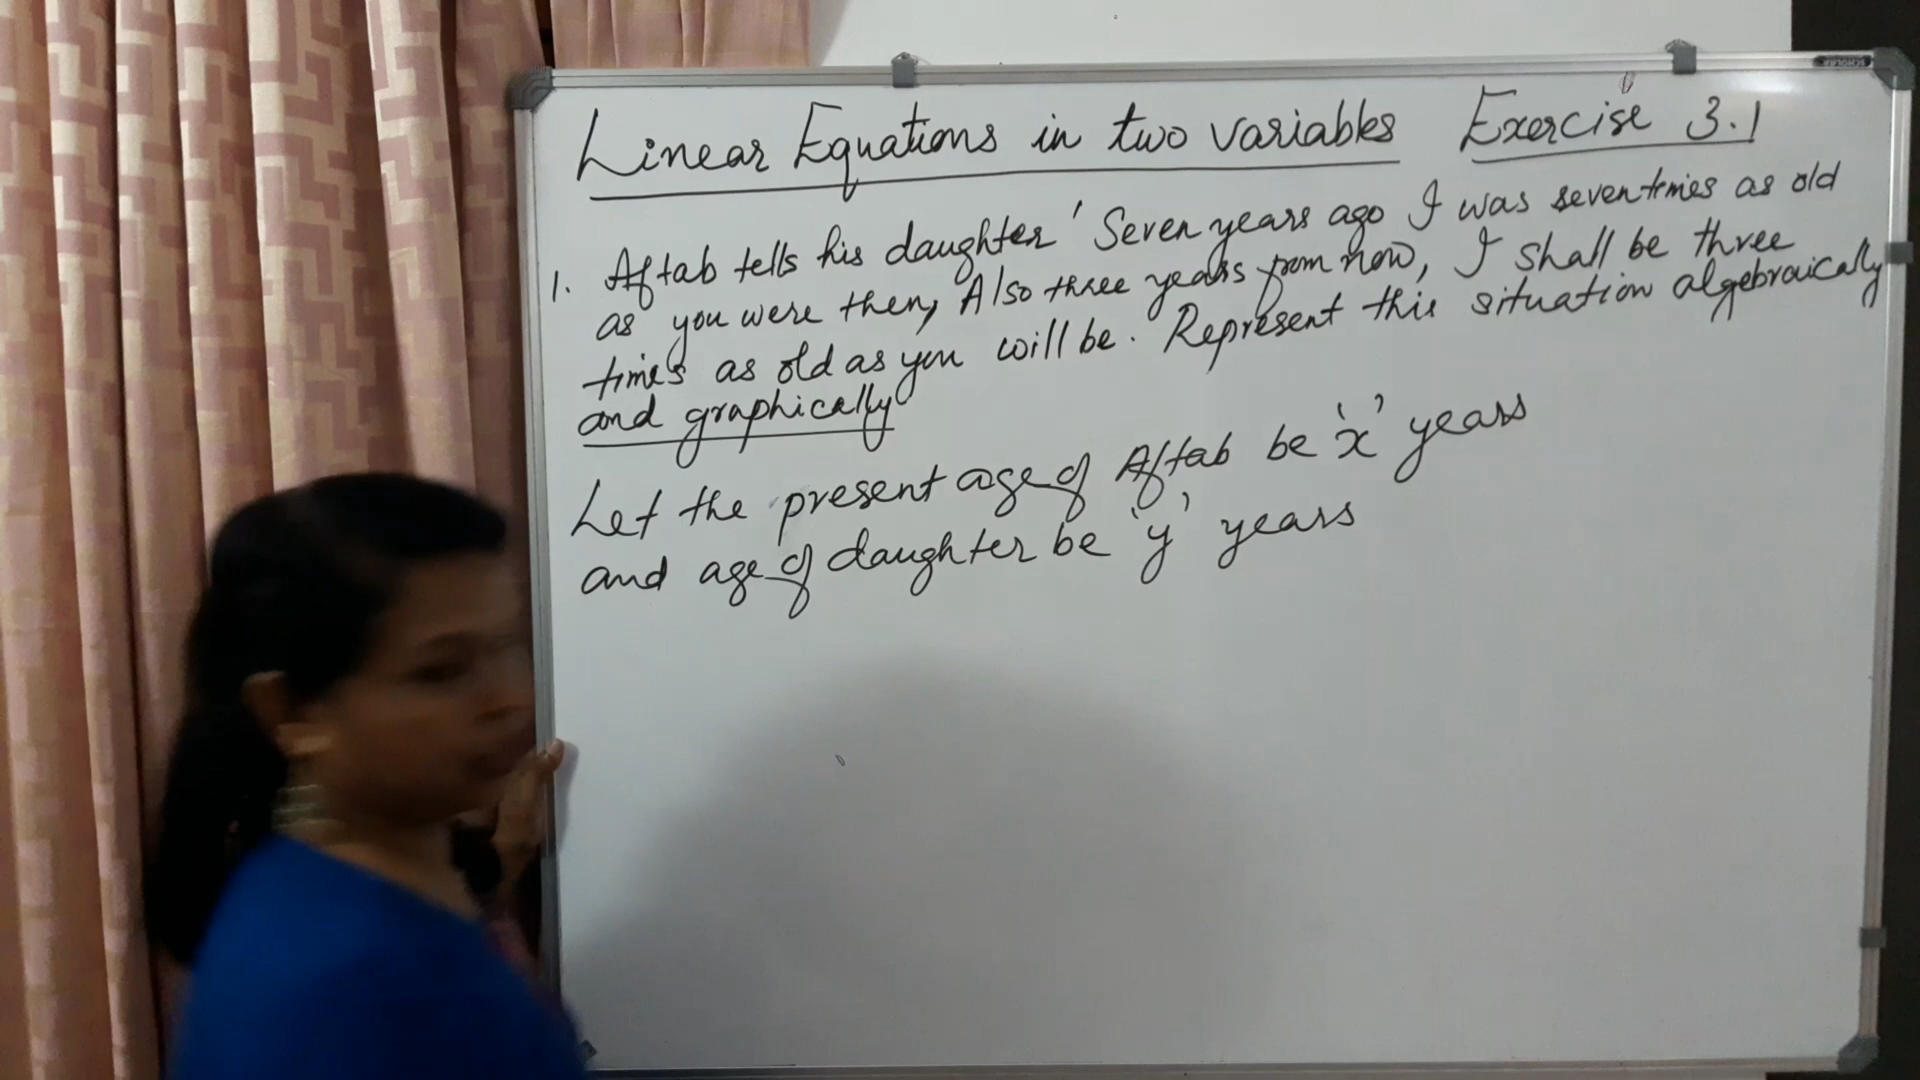 Linear Equations in two variables Exercise 3.1
1. Aftab tells his daughter 'Seven years ago I was seven times as old
as you were then, Also three years from now, I shall be three
times as old as you will be. Represent this situation algebraically
and graphically
Let the present age of Aftab be 'x' years
and age of daughter be 'y' years